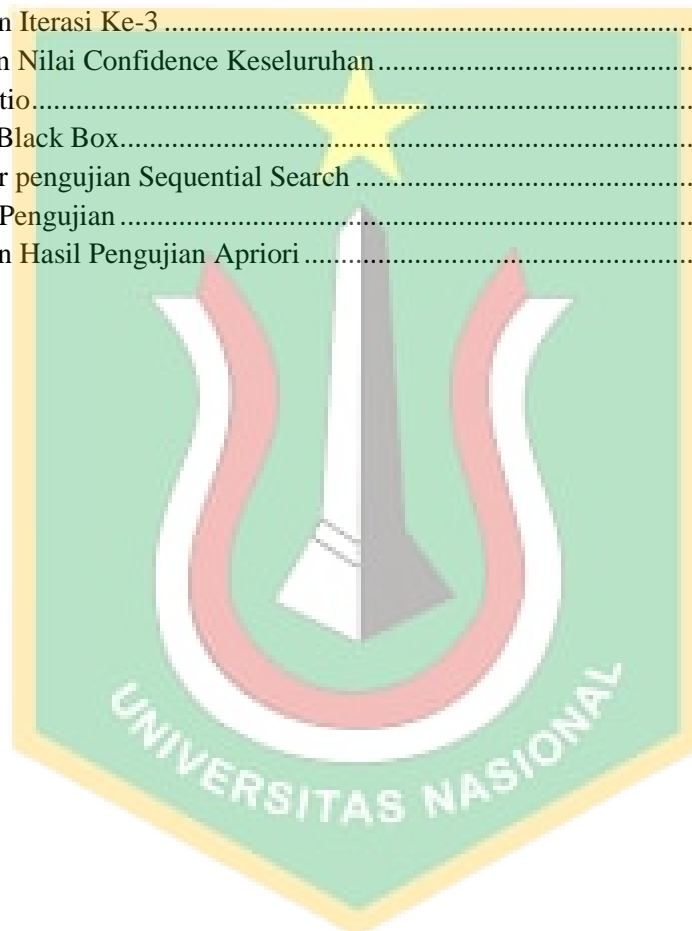 n Iterasi Ke-3 ..........................................................................................
n Nilai Confidence Keseluruhan ......................................................
tio..................................................................................................................
Black Box.....................................................................................................
r pengujian Sequential Search .........................................................
Pengujian .....................................................................................................
n Hasil Pengujian Apriori .................................................................
UNIVERSITAS NASIONAL